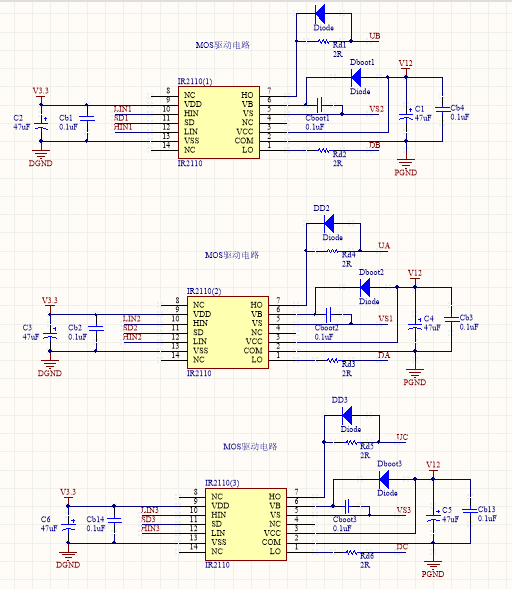 Diode
MOS驱动电路
Rd1
2R
UB
V3.3
IR2110(1)
Dboot1
V12
8 NC HO 7
9 VDD VB 6
LIN1 10 HIN VS 5
SD1 11 SD NC 4
HIN1 12 LIN VCC 3
13 VSS COM 2
14 NC LO 1
Diode
VS2
C2
47uF
Cb1
0.1uF
Cboot1
0.1uF
C1
47uF
Cb4
0.1uF
DGND
IR2110
DB
Rd2
2R
PGND
DD2
Diode
MOS驱动电路
Rd4
2R
UA
V3.3
IR2110(2)
Dboot2
V12
8 NC HO 7
9 VDD VB 6
LIN2 10 HIN VS 5
SD2 11 SD NC 4
HIN2 12 LIN VCC 3
13 VSS COM 2
14 NC LO 1
Diode
VS1
C3
47uF
Cb2
0.1uF
Cboot2
0.1uF
C4
47uF
Cb3
0.1uF
DGND
IR2110
DA
Rd3
2R
PGND
DD3
Diode
MOS驱动电路
Rd5
2R
UC
V3.3
IR2110(3)
Dboot3
V12
8 NC HO 7
9 VDD VB 6
LIN3 10 HIN VS 5
SD3 11 SD NC 4
HIN3 12 LIN VCC 3
13 VSS COM 2
14 NC LO 1
Diode
VS3
C6
47uF
Cb14
0.1uF
Cboot3
0.1uF
C5
47uF
Cb13
0.1uF
DGND
IR2110
DC
Rd6
2R
PGND